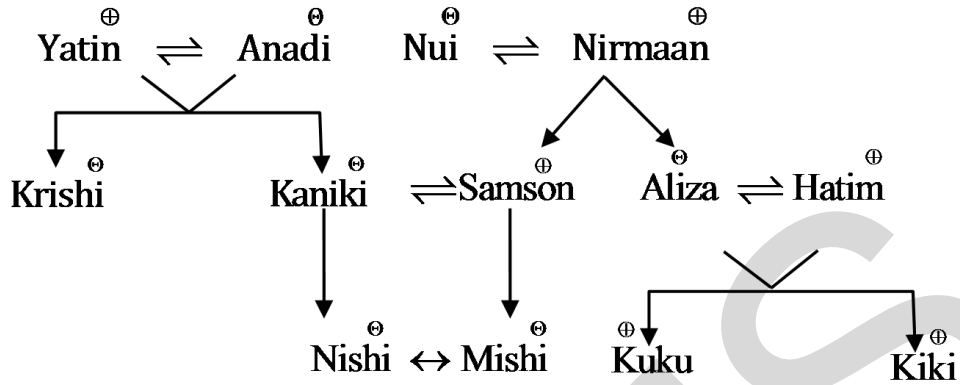 Yatin ⊕ ⇌ Anadi Θ Nui Θ ⇌ Nirmaan ⊕
Krishi Θ Kaniki Θ ⇌ Samson ⊕ Aliza Θ ⇌ Hatim ⊕
Nishi Θ ↔ Mishi Θ Kuku ⊕ Kiki ⊕